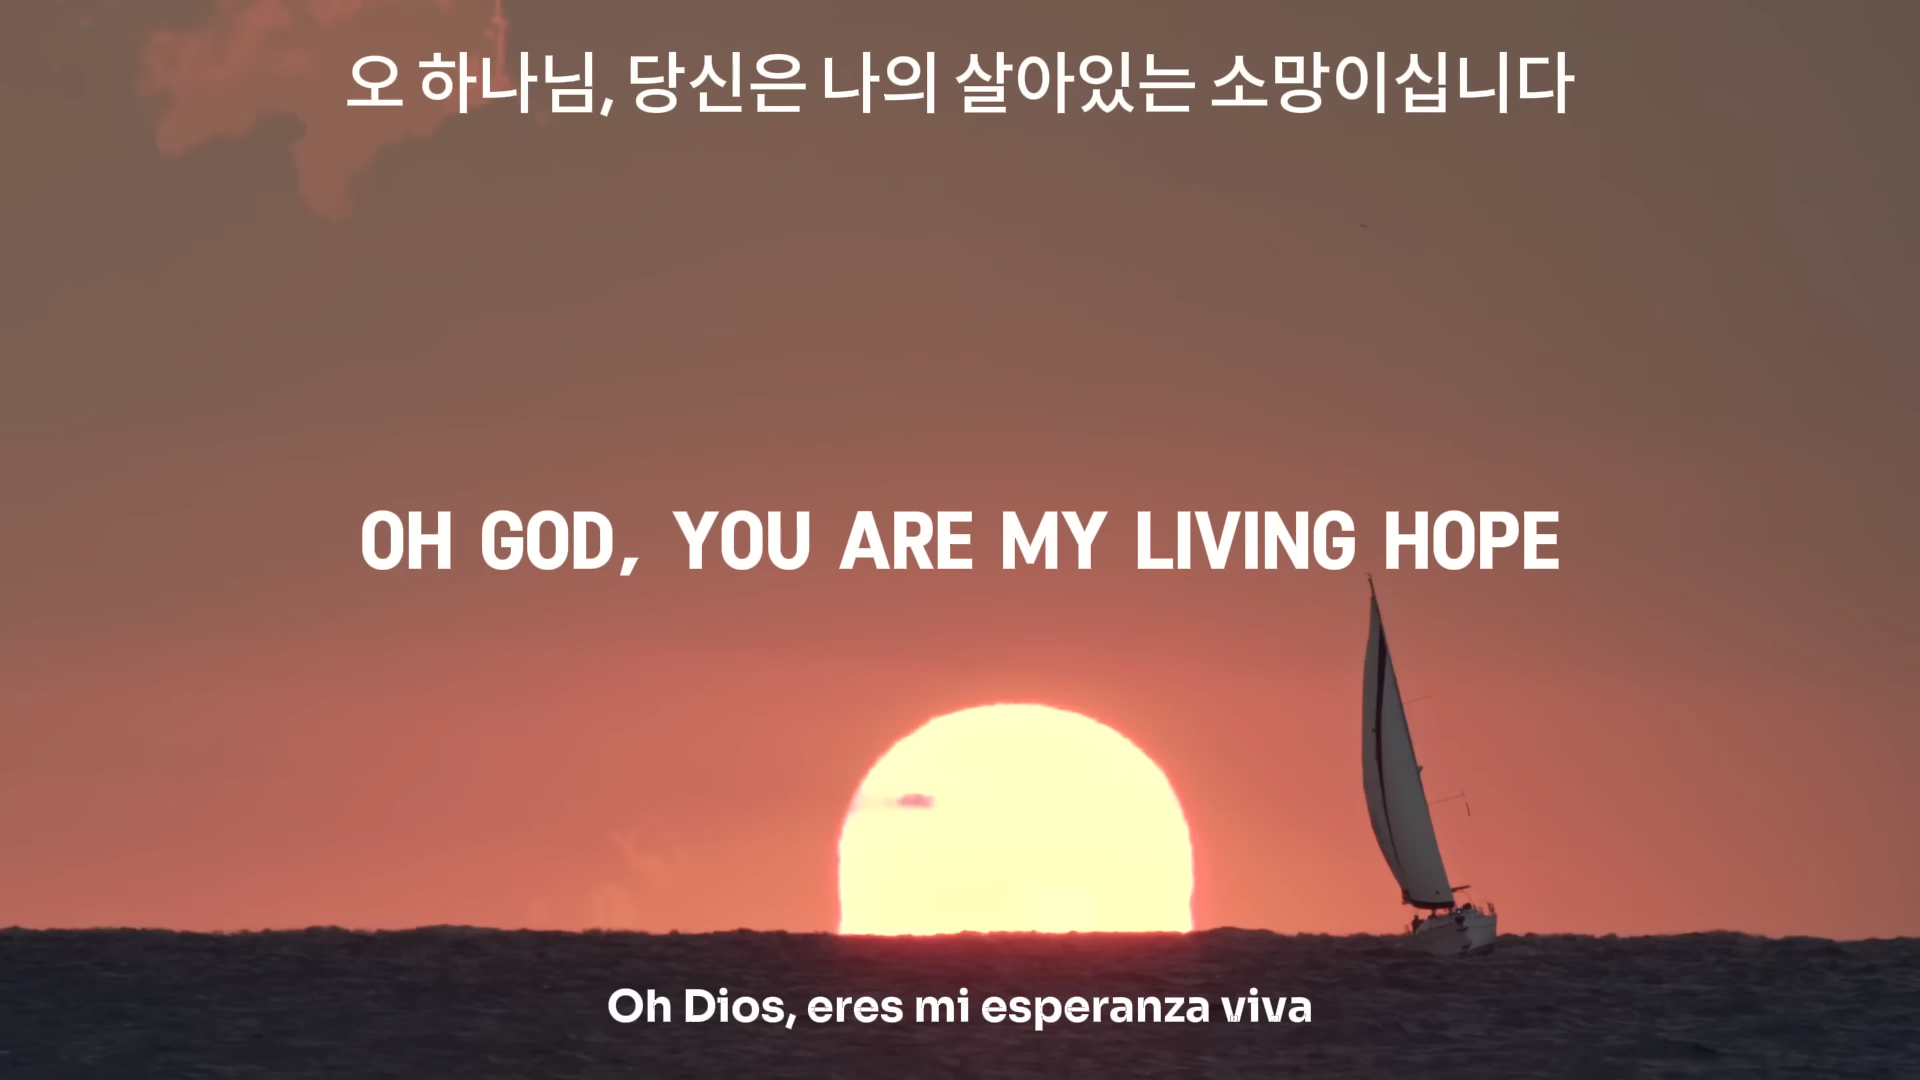 오 하나님, 당신은 나의 살아있는 소망이십니다
OH GOD, YOU ARE MY LIVING HOPE
Oh Dios, eres mi esperanza viva